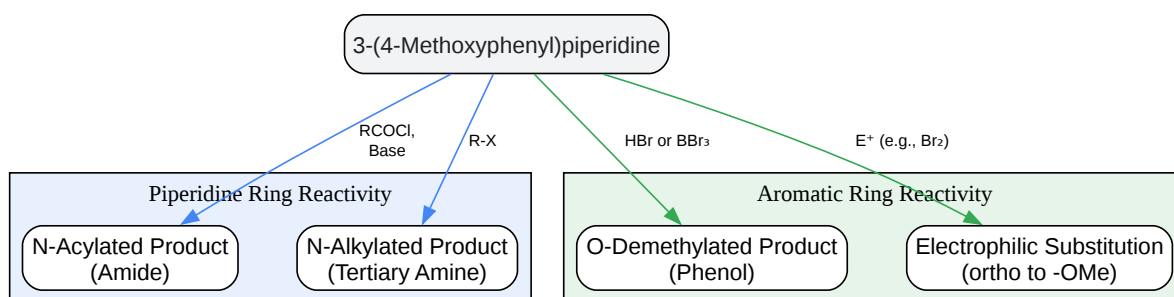 3-(4-Methoxyphenyl)piperidine
RCOCl,
Base
R-X
HBr or BBr₃
E⁺ (e.g., Br₂)
Piperidine Ring Reactivity
Aromatic Ring Reactivity
N-Acylated Product
(Amide)
N-Alkylated Product
(Tertiary Amine)
O-Demethylated Product
(Phenol)
Electrophilic Substitution
(ortho to -OMe)